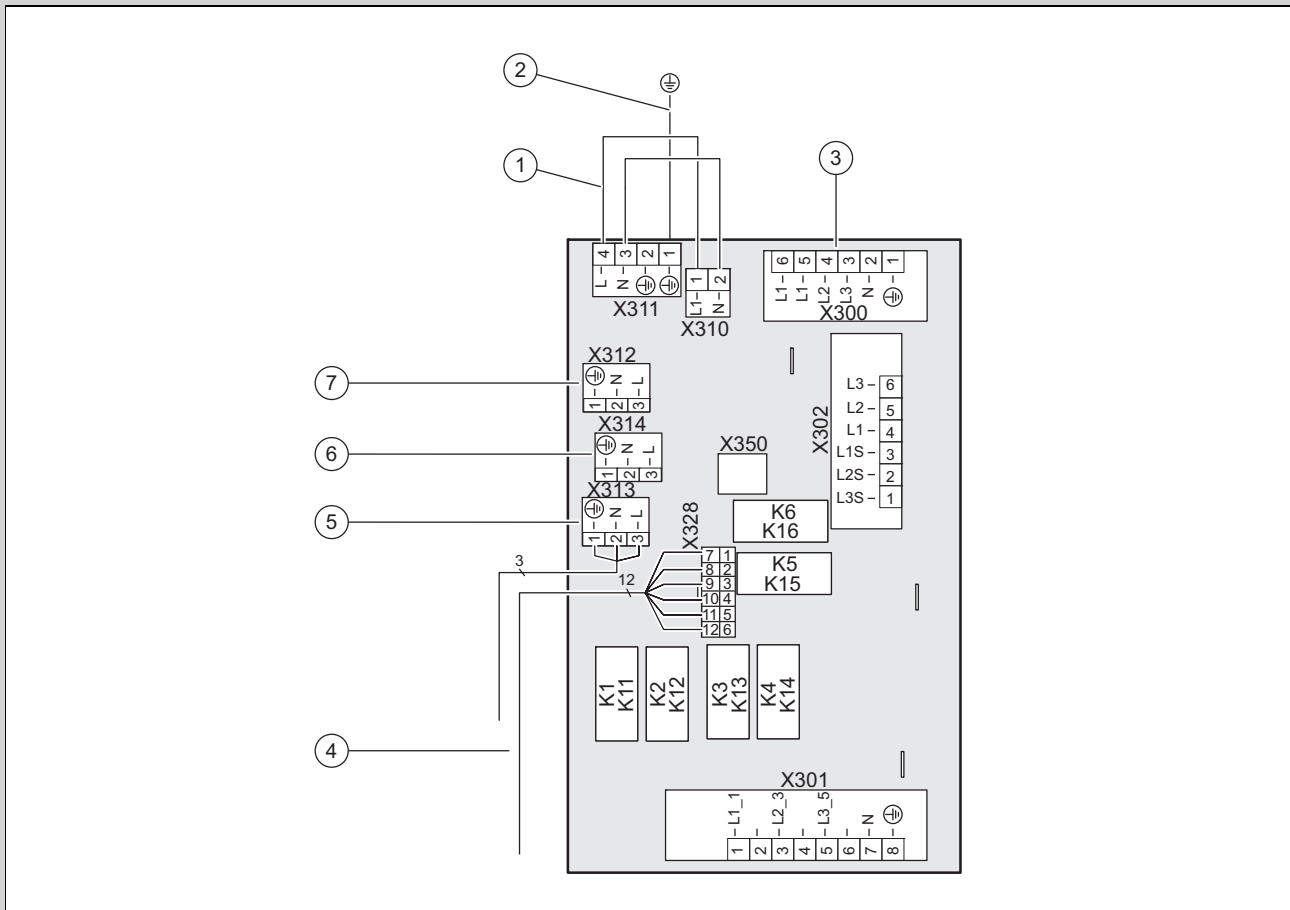 2
1
3
4 3 2 1
L N ⏚ ⏚
X311
1 2
L1 N
X310
6 5 4 3 2 1
L1 L1 L2 L3 N ⏚
X300
7
X312
⏚ N L
1 2 3
6
X314
⏚ N L
1 2 3
5
X313
⏚ N L
1 2 3
X350
X302
L3 – 6
L2 – 5
L1 – 4
L1S – 3
L2S – 2
L3S – 1
K6
K16
K5
K15
X328
7 1
8 2
9 3
10 4
11 5
12 6
3
12
K1
K11
K2
K12
K3
K13
K4
K14
4
X301
L1_1 L2_3 L3_5 N ⏚
1 2 3 4 5 6 7 8